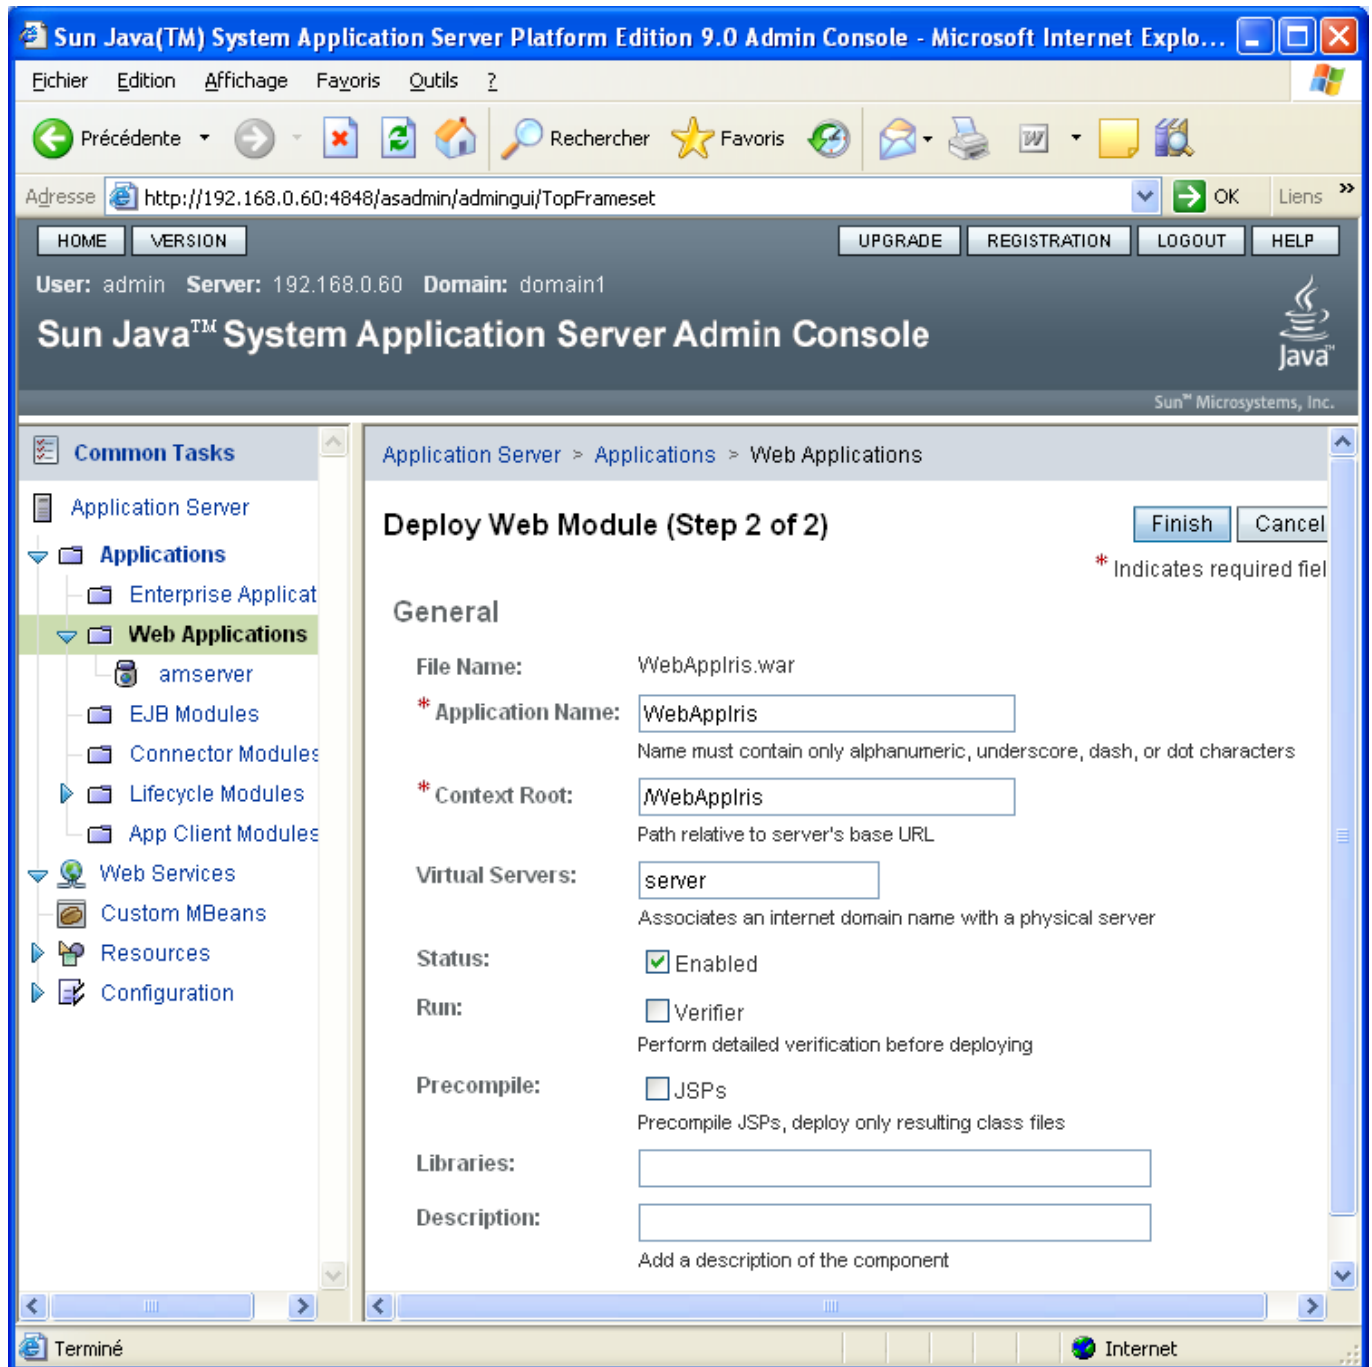 Sun Java(TM) System Application Server Platform Edition 9.0 Admin Console - Microsoft Internet Explo...
Fichier Edition Affichage Favoris Outils ?
Précédente Rechercher Favoris
Adresse http://192.168.0.60:4848/asadmin/admingui/TopFrameset OK Liens »
HOME VERSION UPGRADE REGISTRATION LOGOUT HELP
User: admin Server: 192.168.0.60 Domain: domain1
Sun Java™ System Application Server Admin Console
Java™
Sun™ Microsystems, Inc.
Common Tasks
Application Server
Applications
Enterprise Applicat
Web Applications
amserver
EJB Modules
Connector Modules
Lifecycle Modules
App Client Modules
Web Services
Custom MBeans
Resources
Configuration
Application Server > Applications > Web Applications
Deploy Web Module (Step 2 of 2) Finish Cancel
* Indicates required fiel
General
File Name: WebAppIris.war
* Application Name: WebAppIris
Name must contain only alphanumeric, underscore, dash, or dot characters
* Context Root: /WebAppIris
Path relative to server's base URL
Virtual Servers: server
Associates an internet domain name with a physical server
Status: Enabled
Run: Verifier
Perform detailed verification before deploying
Precompile: JSPs
Precompile JSPs, deploy only resulting class files
Libraries:
Description:
Add a description of the component
Terminé Internet